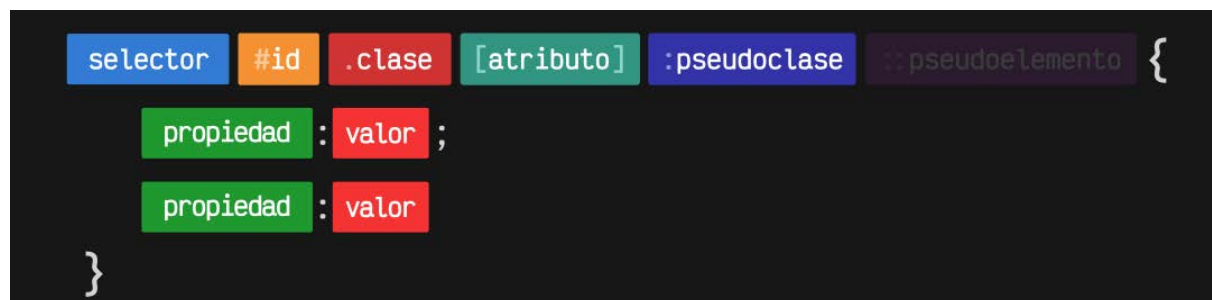 selector #id .clase [atributo] :pseudoclase ::pseudoelemento {
propiedad : valor ;
propiedad : valor
}